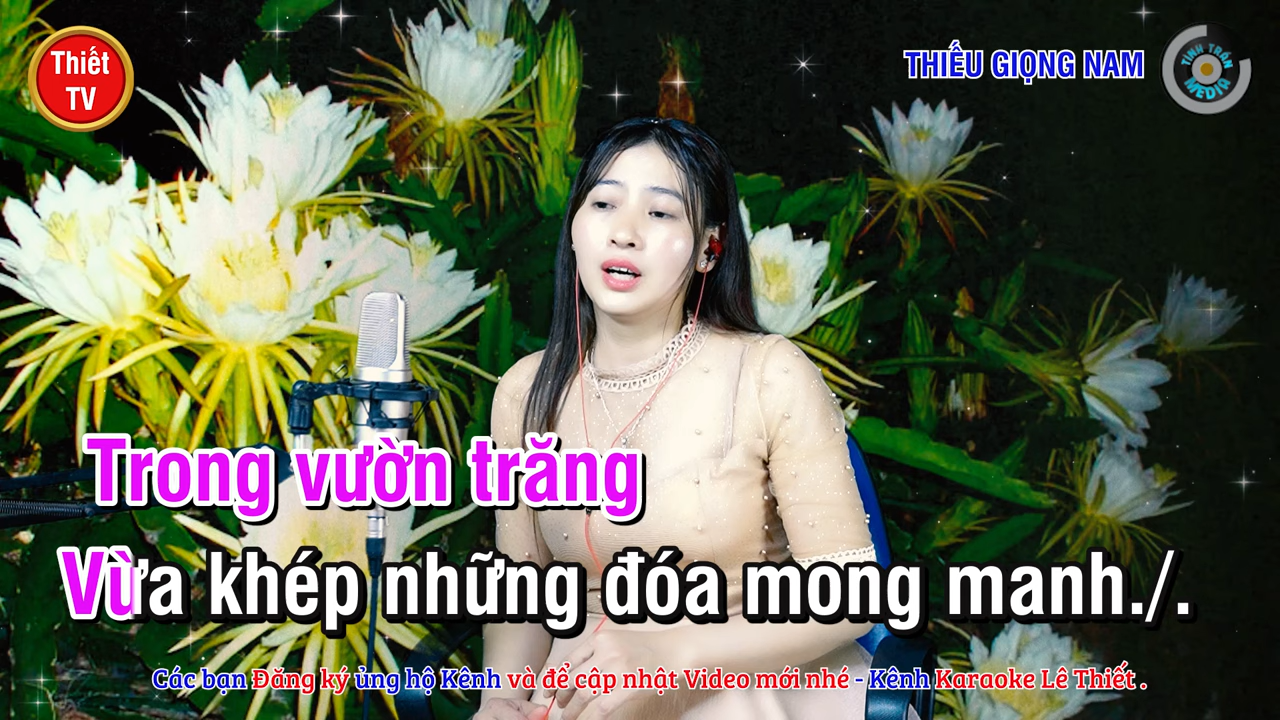 Thiết
TV
THIẾU GIỌNG NAM
TÌNH TRẦN
MEDIA
Trong vườn trăng
Vừa khép những đóa mong manh./.
Các bạn Đăng ký ủng hộ Kênh và để cập nhật Video mới nhé - Kênh Karaoke Lê Thiết .